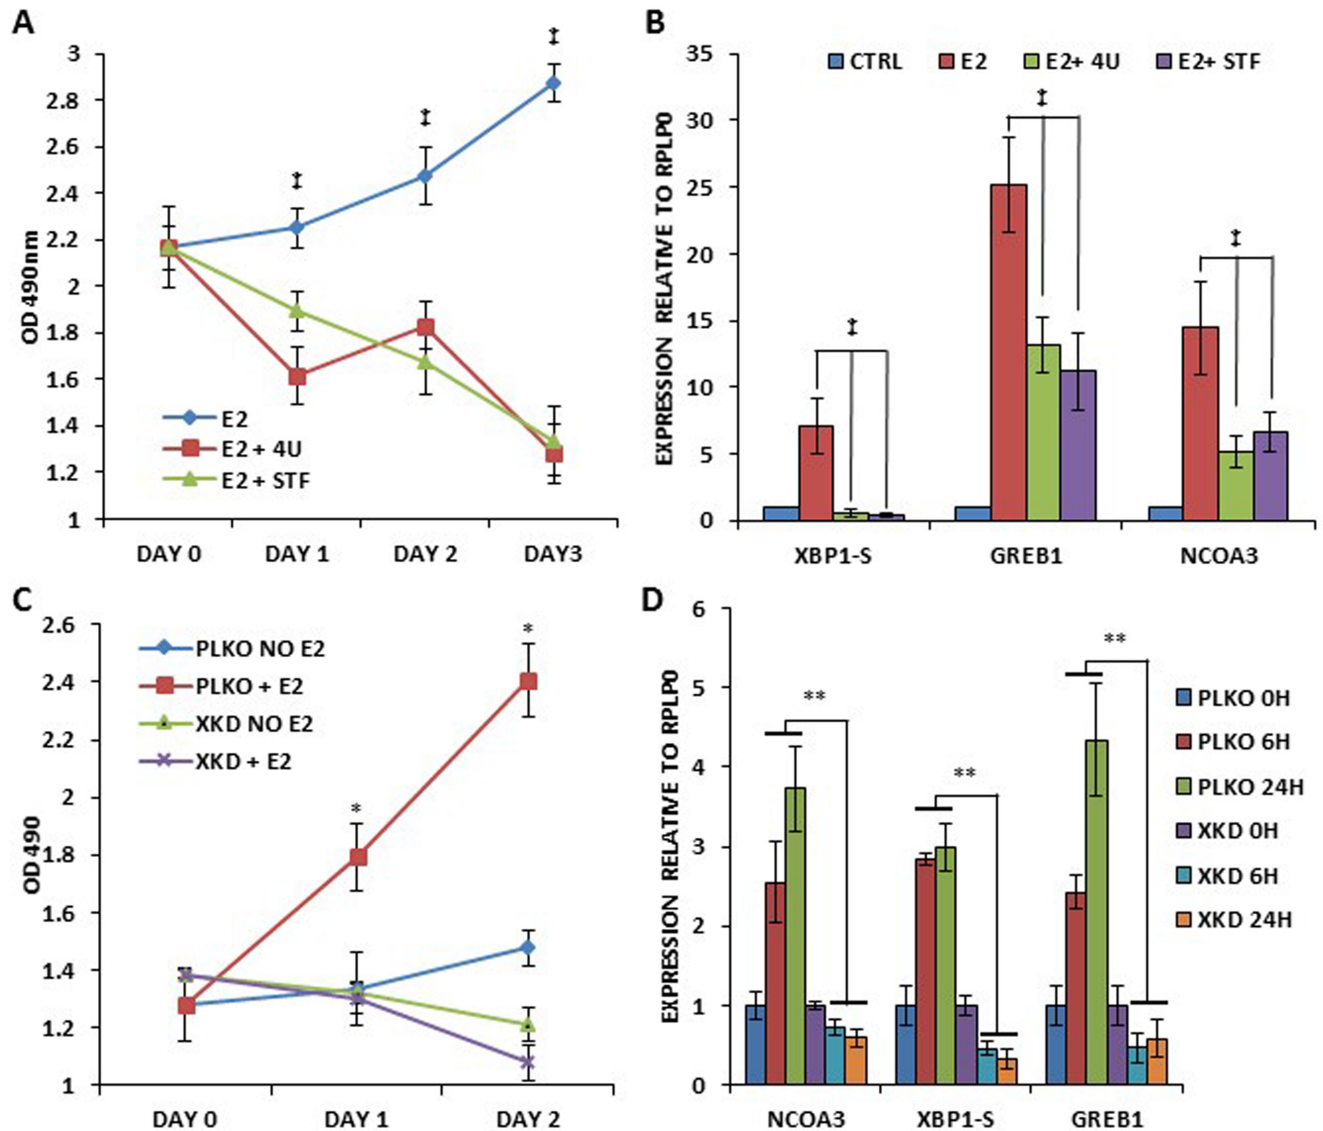 A
OD490nm
3
2.8
2.6
2.4
2.2
2
1.8
1.6
1.4
1.2
1
E2
E2 + 4U
E2 + STF
DAY 0 DAY 1 DAY 2 DAY3
‡
‡
‡
B
EXPRESSION RELATIVE TO RPLP0
35
30
25
20
15
10
5
0
CTRL E2 E2+ 4U E2+ STF
‡
‡
‡
XBP1-S GREB1 NCOA3
C
OD490
2.6
2.4
2.2
2
1.8
1.6
1.4
1.2
1
PLKO NO E2
PLKO + E2
XKD NO E2
XKD + E2
*
*
DAY 0 DAY 1 DAY 2
D
EXPRESSION RELATIVE TO RPLP0
6
5
4
3
2
1
0
**
**
**
NCOA3 XBP1-S GREB1
PLKO 0H
PLKO 6H
PLKO 24H
XKD 0H
XKD 6H
XKD 24H